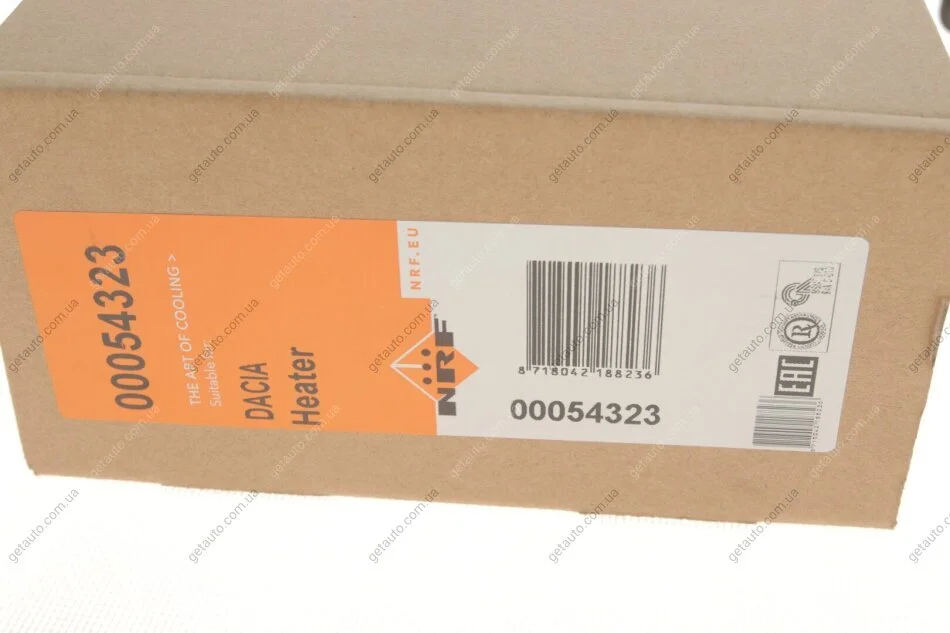 00054323
THE ART OF COOLING >
Suitable for:
DACIA
Heater
NRF.EU
NRF
8 718042 188236
00054323
EAC
8718042188236
getauto.com.ua